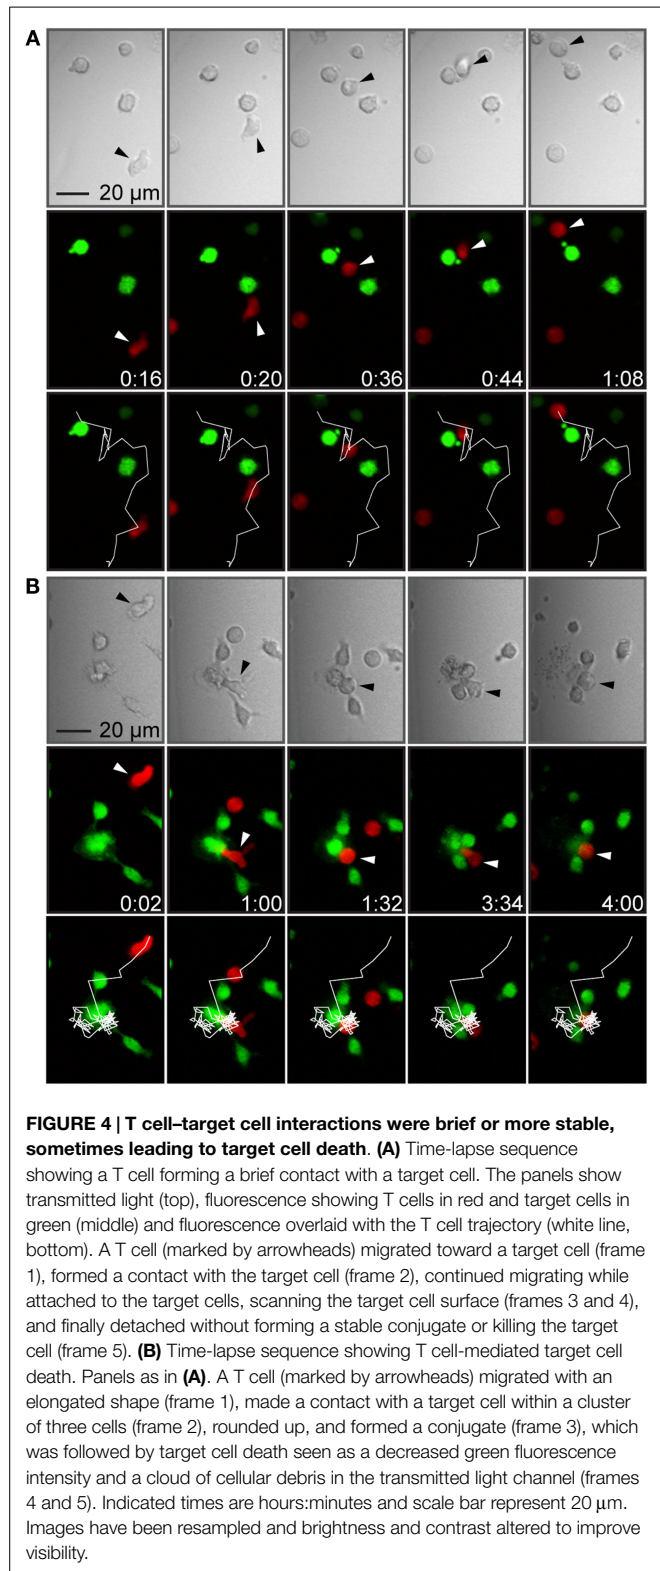 A
20 µm
0:16
0:20
0:36
0:44
1:08
B
20 µm
0:02
1:00
1:32
3:34
4:00
FIGURE 4 | T cell–target cell interactions were brief or more stable,
sometimes leading to target cell death. (A) Time-lapse sequence
showing a T cell forming a brief contact with a target cell. The panels show
transmitted light (top), fluorescence showing T cells in red and target cells in
green (middle) and fluorescence overlaid with the T cell trajectory (white line,
bottom). A T cell (marked by arrowheads) migrated toward a target cell (frame
1), formed a contact with the target cell (frame 2), continued migrating while
attached to the target cells, scanning the target cell surface (frames 3 and 4),
and finally detached without forming a stable conjugate or killing the target
cell (frame 5). (B) Time-lapse sequence showing T cell-mediated target cell
death. Panels as in (A). A T cell (marked by arrowheads) migrated with an
elongated shape (frame 1), made a contact with a target cell within a cluster
of three cells (frame 2), rounded up, and formed a conjugate (frame 3), which
was followed by target cell death seen as a decreased green fluorescence
intensity and a cloud of cellular debris in the transmitted light channel (frames
4 and 5). Indicated times are hours:minutes and scale bar represent 20 µm.
Images have been resampled and brightness and contrast altered to improve
visibility.